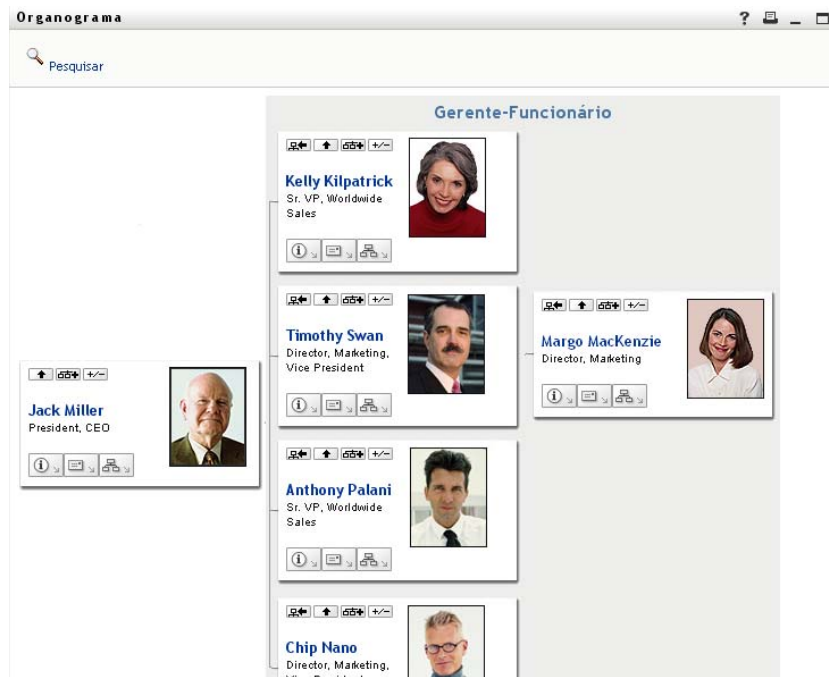 Organograma
Pesquisar
Gerente-Funcionário
Kelly Kilpatrick
Sr. VP, Worldwide
Sales
Timothy Swan
Director, Marketing,
Vice President
Margo MacKenzie
Director, Marketing
Jack Miller
President, CEO
Anthony Palani
Sr. VP, Worldwide
Sales
Chip Nano
Director, Marketing,